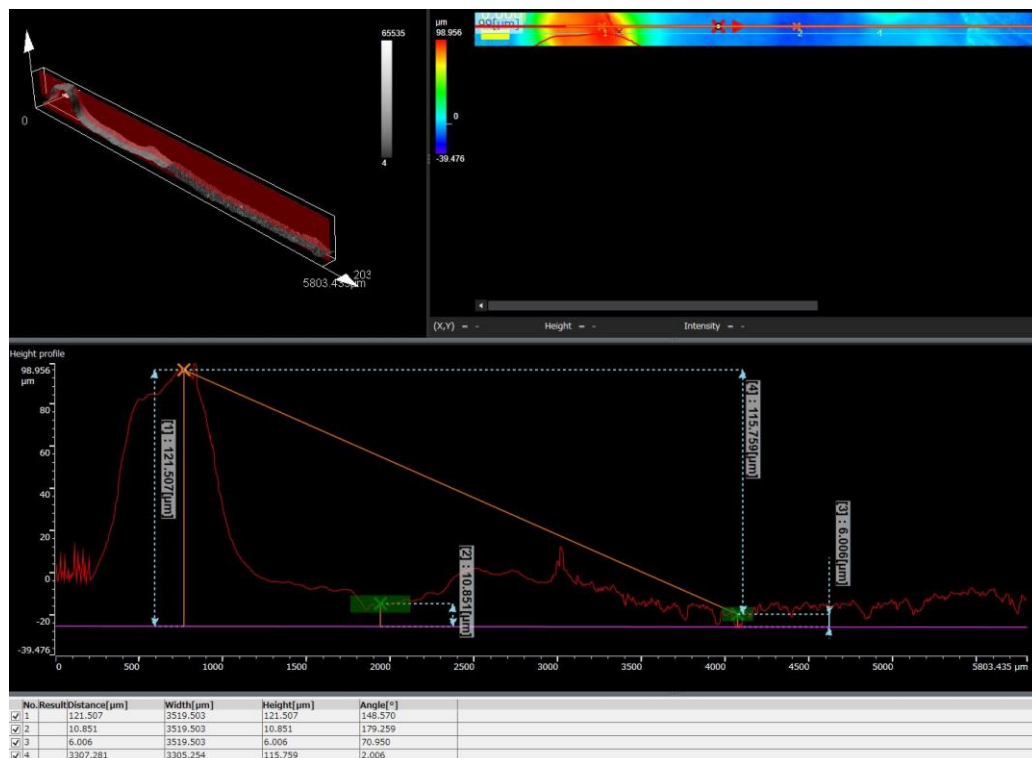 65535
0
4
203
5803.435μm
μm
98.956
0
-39.476
99[μm]
1
2
(X,Y) = -   Height = -   Intensity = -
Height profile
98.956
μm
80
60
40
20
0
-20
-39.476
[1] : 121.507[μm]
[2] : 10.851[μm]
[4] : 115.759[μm]
[3] : 6.006[μm]
0 500 1000 1500 2000 2500 3000 3500 4000 4500 5000 5803.435 μm
No. Result Distance[μm] Width[μm] Height[μm] Angle[°]
1 121.507 3519.503 121.507 148.570
2 10.851 3519.503 10.851 179.259
3 6.006 3519.503 6.006 70.950
4 3307.281 3305.254 115.759 2.006